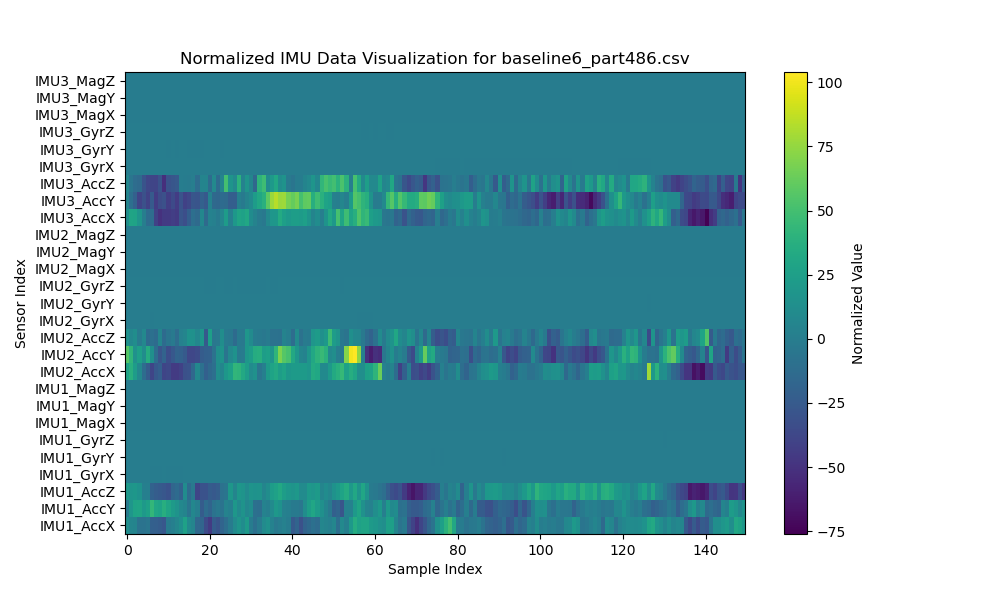 Normalized IMU Data Visualization for baseline6_part486.csv
IMU3_MagZ
IMU3_MagY
IMU3_MagX
IMU3_GyrZ
IMU3_GyrY
IMU3_GyrX
IMU3_AccZ
IMU3_AccY
IMU3_AccX
IMU2_MagZ
IMU2_MagY
IMU2_MagX
IMU2_GyrZ
IMU2_GyrY
IMU2_GyrX
IMU2_AccZ
IMU2_AccY
IMU2_AccX
IMU1_MagZ
IMU1_MagY
IMU1_MagX
IMU1_GyrZ
IMU1_GyrY
IMU1_GyrX
IMU1_AccZ
IMU1_AccY
IMU1_AccX
Sensor Index
0 20 40 60 80 100 120 140
Sample Index
100
75
50
25
0
−25
−50
−75
Normalized Value